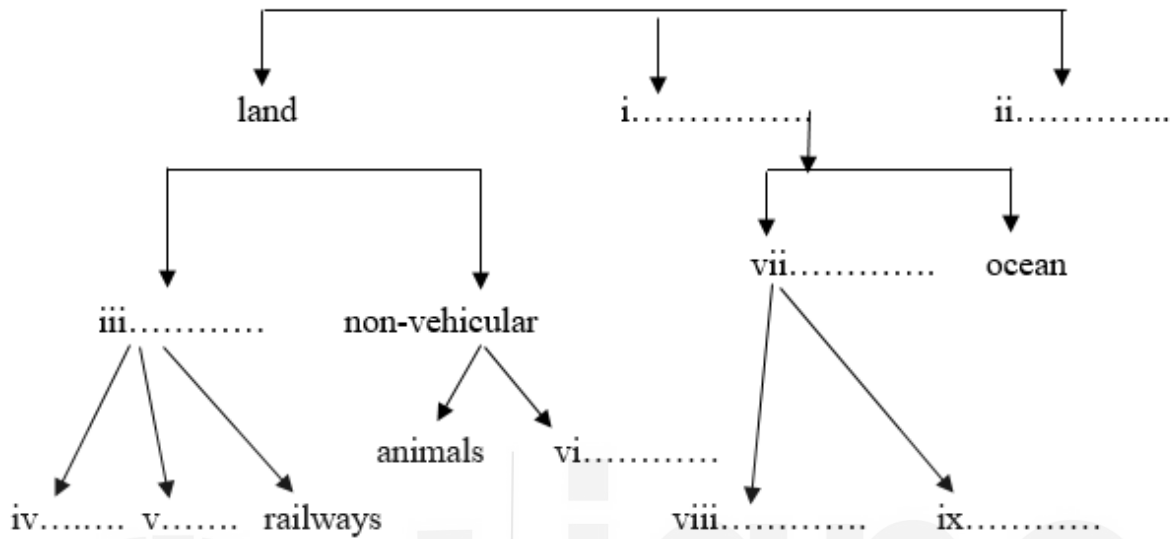 land i................ ii..............
vii............. ocean
iii............ non-vehicular
animals vi............
iv......... v....... railways viii............. ix............